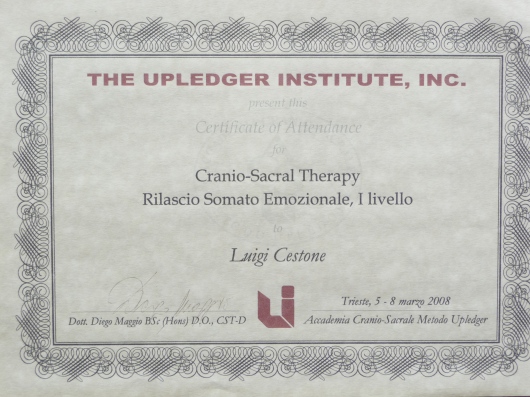 THE UPLEDGER INSTITUTE, INC.
present this
Certificate of Attendance
for
Cranio-Sacral Therapy
Rilascio Somato Emozionale, I livello
to
Luigi Cestone
Trieste, 5 - 8 marzo 2008
Dott. Diego Maggio BSc (Hons) D.O., CST-D
Accademia Cranio-Sacrale Metodo Upledger